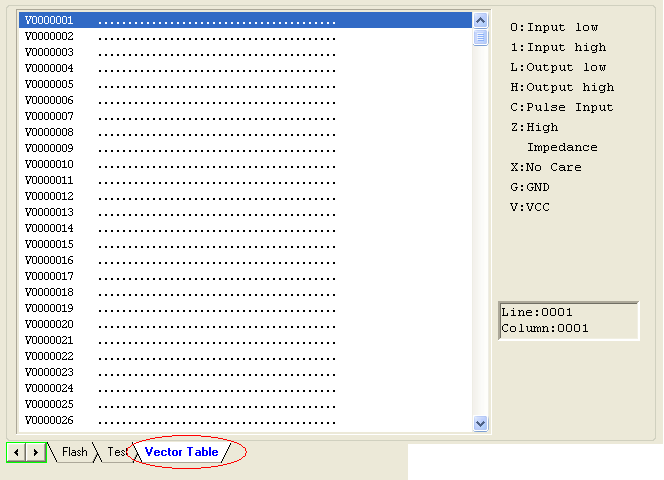 V0000001 ........................................
V0000002 ........................................
V0000003 ........................................
V0000004 ........................................
V0000005 ........................................
V0000006 ........................................
V0000007 ........................................
V0000008 ........................................
V0000009 ........................................
V0000010 ........................................
V0000011 ........................................
V0000012 ........................................
V0000013 ........................................
V0000014 ........................................
V0000015 ........................................
V0000016 ........................................
V0000017 ........................................
V0000018 ........................................
V0000019 ........................................
V0000020 ........................................
V0000021 ........................................
V0000022 ........................................
V0000023 ........................................
V0000024 ........................................
V0000025 ........................................
V0000026 ........................................
0:Input low
1:Input high
L:Output low
H:Output high
C:Pulse Input
Z:High
Impedance
X:No Care
G:GND
V:VCC
Line:0001
Column:0001
Flash Test Vector Table